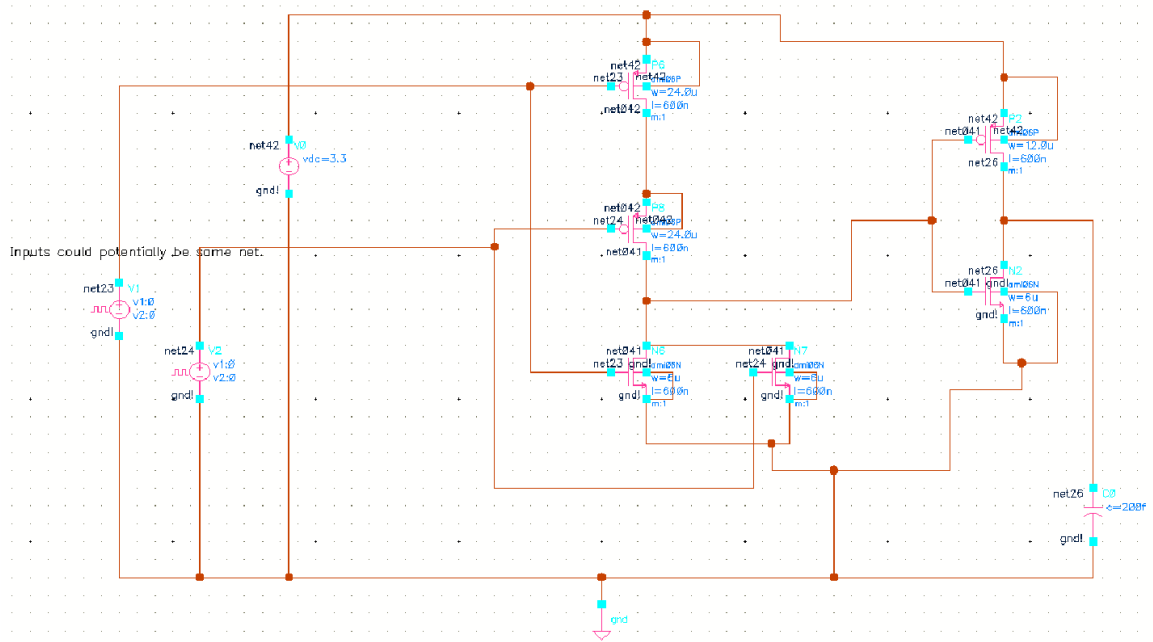 net42 P6
net23 net42 ami06P
w=24.0u
l=600n
net042 m:1
net42 P2
net041 net42
w=12.0u
net26 l=600n
m:1
net42 V0
vdc=3.3
gnd!
net042 P8
net24
w=24.0u
net041 l=600n
m:1
Inputs could potentially be same net.
net26 N2
net041 gnd! ami06N
w=6u
gnd! l=600n
m:1
net23 V1
v1:0
v2:0
gnd!
net24 V2
v1:0
v2:0
gnd!
net041 N6
net23 gnd! ami06N
w=6u
gnd! l=600n
m:1
net041 N7
net24 gnd! ami06N
w=6u
gnd! l=600n
m:1
net26 C0
c=200f
gnd!
gnd